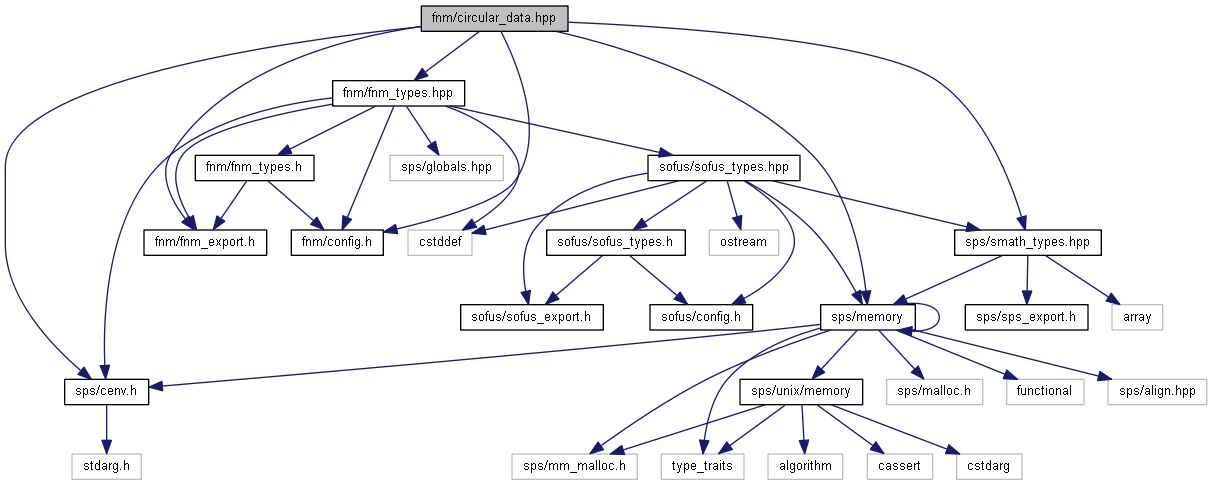 fnm/circular_data.hpp
fnm/fnm_types.hpp
fnm/fnm_types.h
sps/globals.hpp
sofus/sofus_types.hpp
fnm/fnm_export.h
fnm/config.h
cstddef
sofus/sofus_types.h
ostream
sps/smath_types.hpp
sofus/sofus_export.h
sofus/config.h
sps/memory
sps/sps_export.h
array
sps/cenv.h
sps/unix/memory
sps/malloc.h
functional
sps/align.hpp
stdarg.h
sps/mm_malloc.h
type_traits
algorithm
cassert
cstdarg